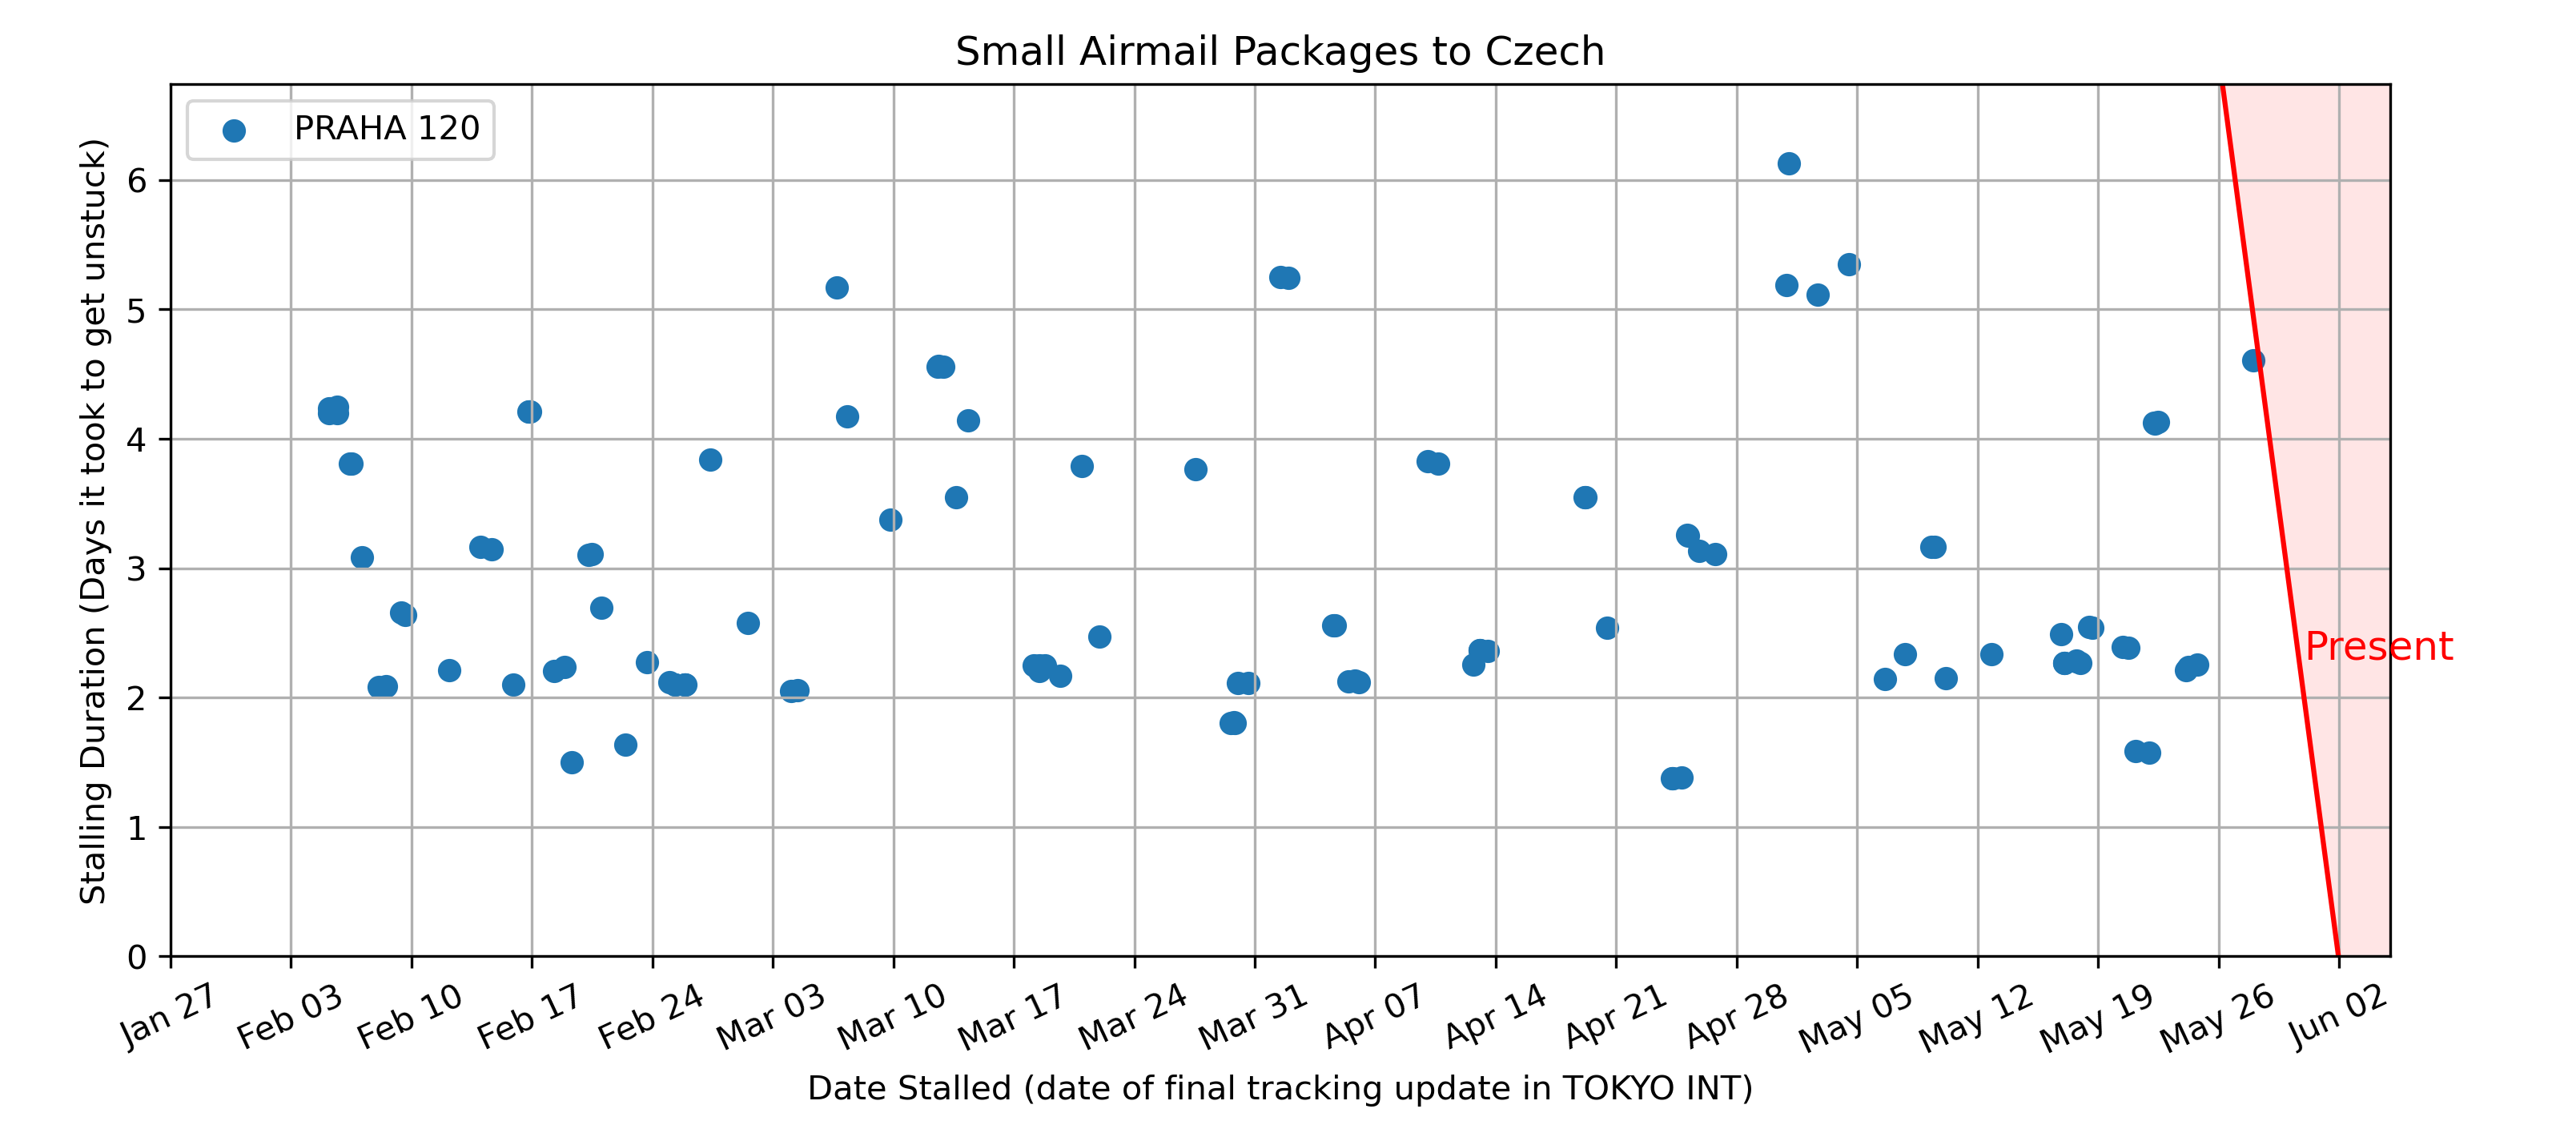 Small Airmail Packages to Czech
PRAHA 120
Stalling Duration (Days it took to get unstuck)
6
5
4
3
2
1
0
Present
Jan 27
Feb 03
Feb 10
Feb 17
Feb 24
Mar 03
Mar 10
Mar 17
Mar 24
Mar 31
Apr 07
Apr 14
Apr 21
Apr 28
May 05
May 12
May 19
May 26
Jun 02
Date Stalled (date of final tracking update in TOKYO INT)